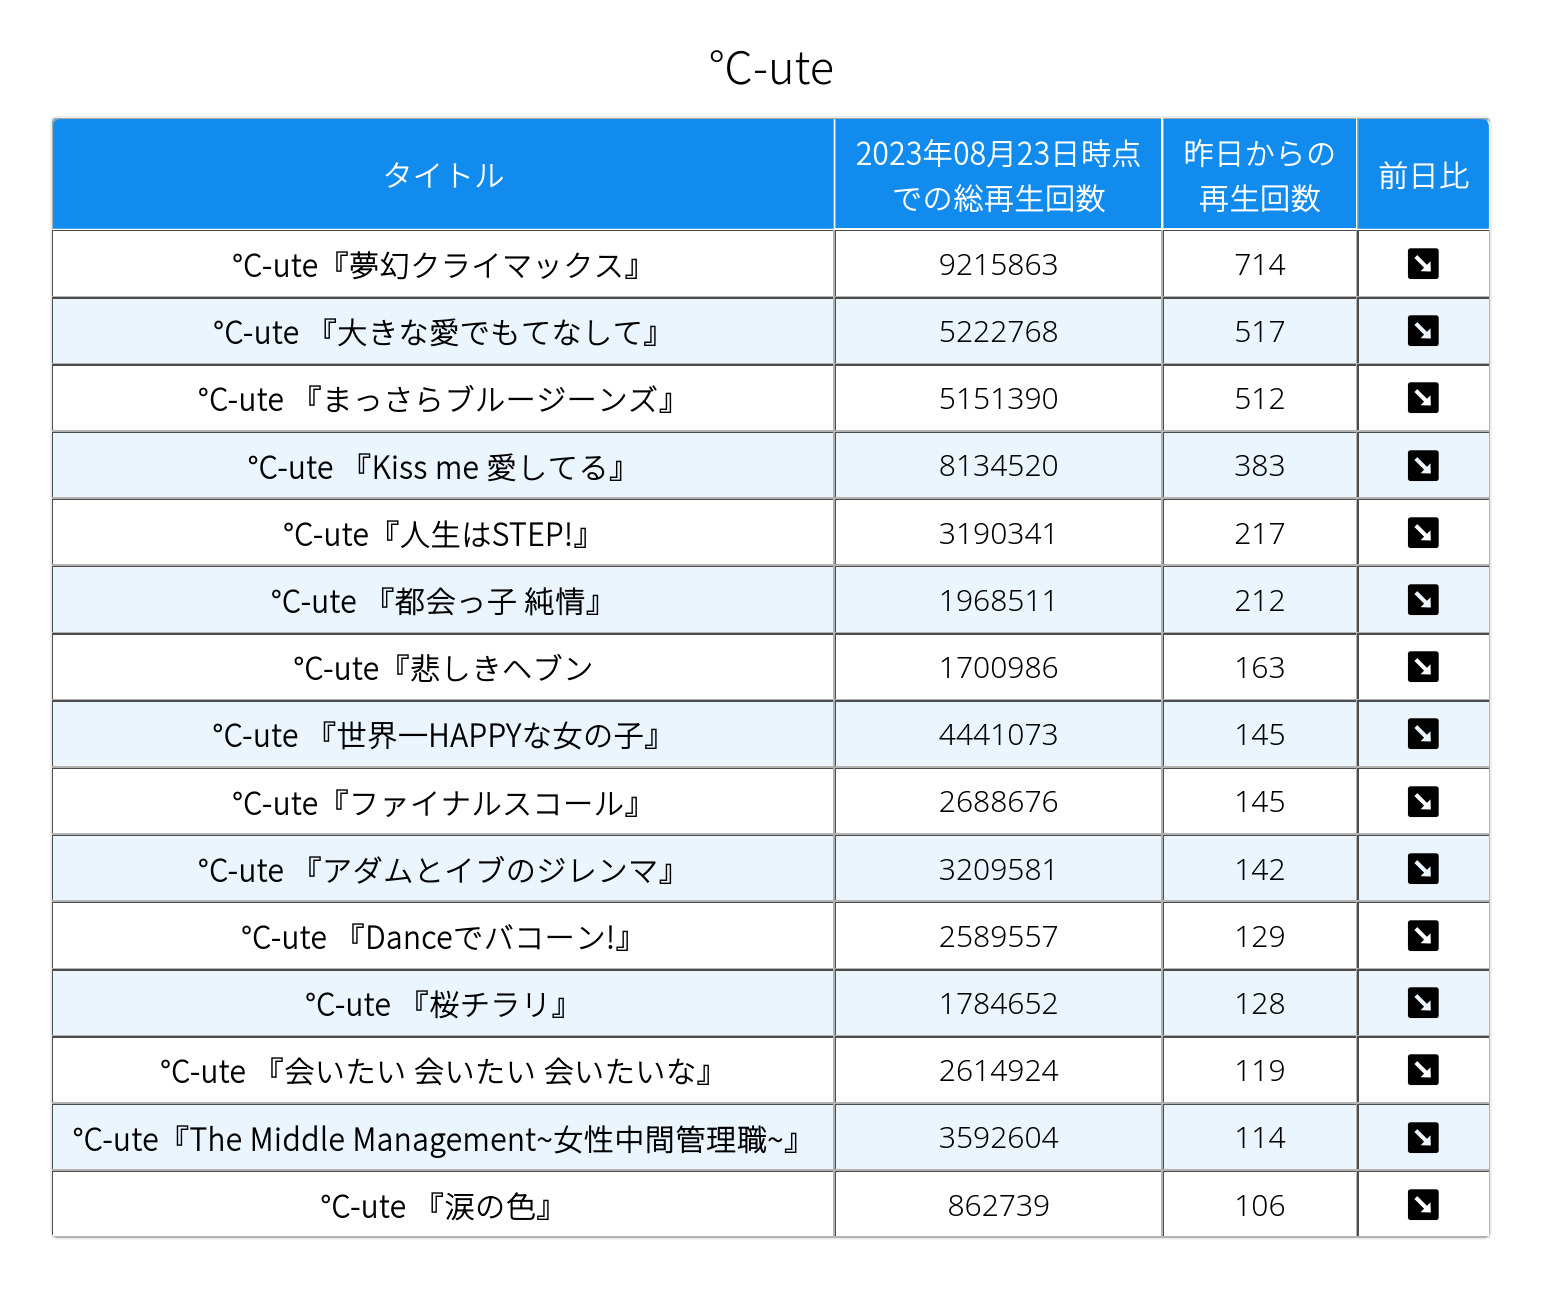 ℃-ute
タイトル
2023年08月23日時点
での総再生回数
昨日からの
再生回数
前日比
℃-ute『夢幻クライマックス』 9215863 714
℃-ute 『大きな愛でもてなして』 5222768 517
℃-ute 『まっさらブルージーンズ』 5151390 512
℃-ute 『Kiss me 愛してる』 8134520 383
℃-ute『人生はSTEP!』 3190341 217
℃-ute 『都会っ子 純情』 1968511 212
℃-ute『悲しきヘブン 1700986 163
℃-ute 『世界一HAPPYな女の子』 4441073 145
℃-ute『ファイナルスコール』 2688676 145
℃-ute 『アダムとイブのジレンマ』 3209581 142
℃-ute 『Danceでバコーン!』 2589557 129
℃-ute 『桜チラリ』 1784652 128
℃-ute 『会いたい 会いたい 会いたいな』 2614924 119
℃-ute『The Middle Management~女性中間管理職~』 3592604 114
℃-ute 『涙の色』 862739 106